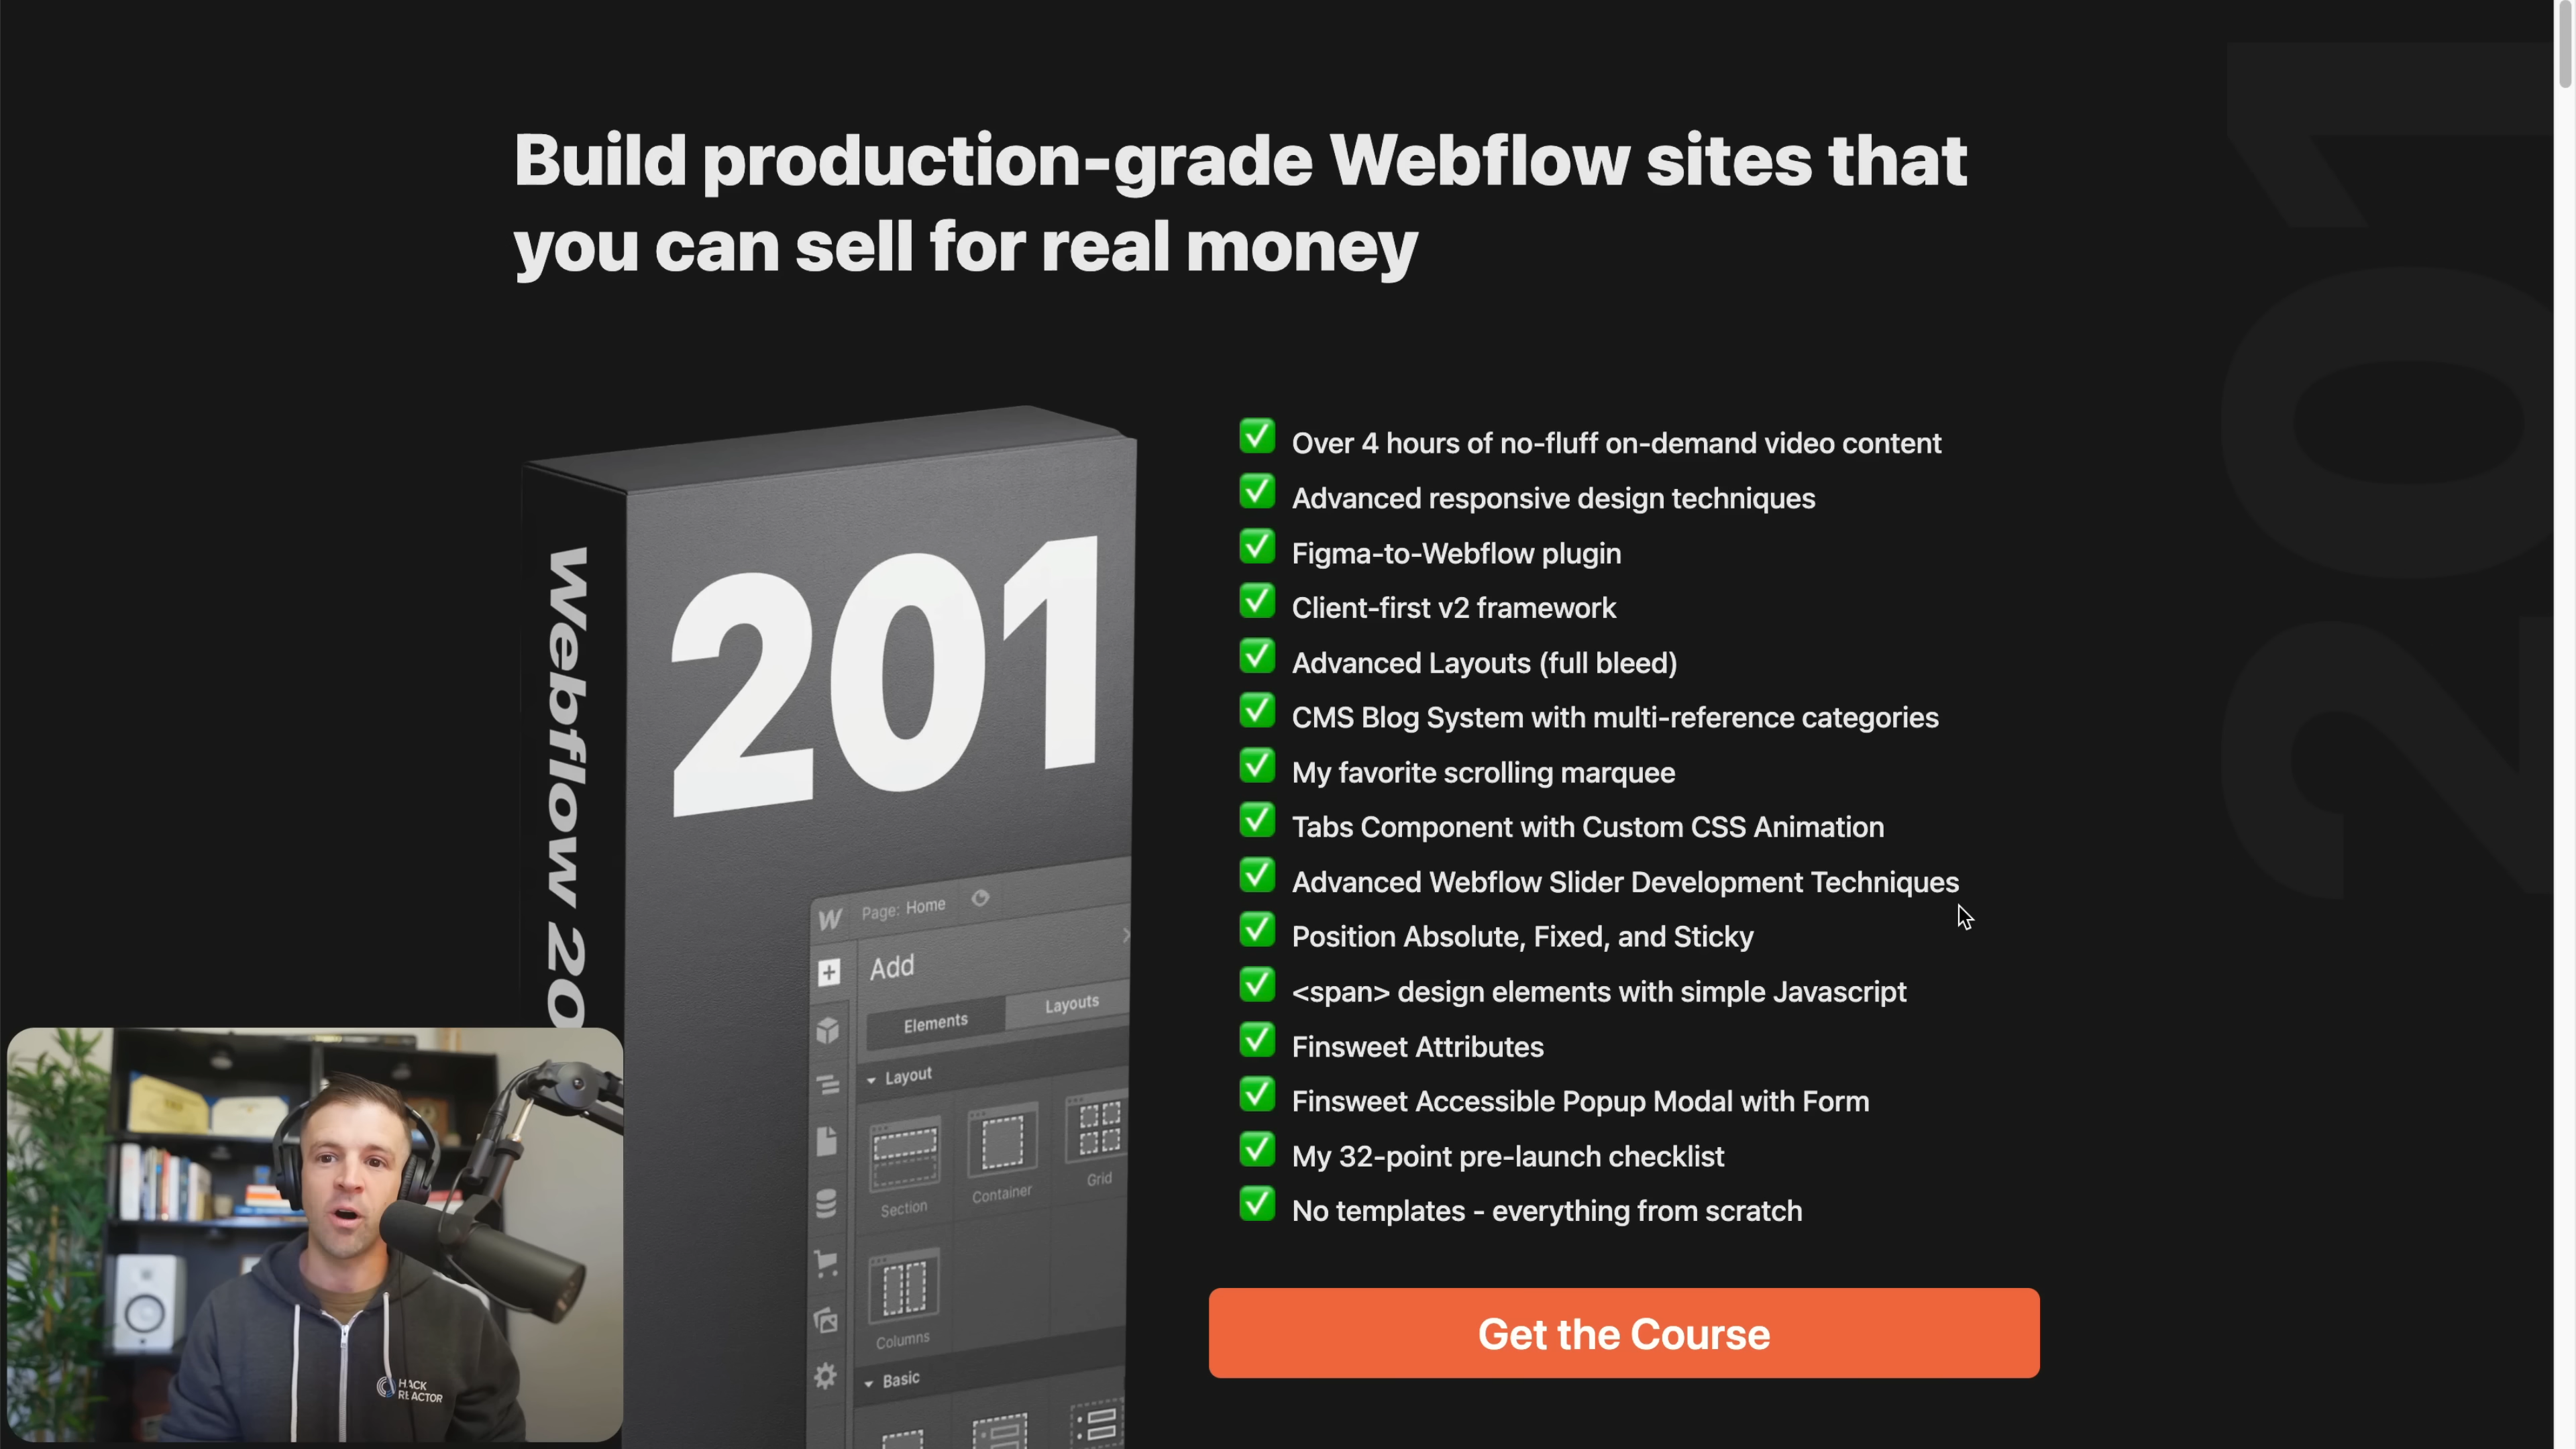 Build production-grade Webflow sites that
you can sell for real money
201
Webflow 20
Page: Home
Add
Elements
Layouts
Layout
Section
Container
Grid
Columns
Basic
Over 4 hours of no-fluff on-demand video content
Advanced responsive design techniques
Figma-to-Webflow plugin
Client-first v2 framework
Advanced Layouts (full bleed)
CMS Blog System with multi-reference categories
My favorite scrolling marquee
Tabs Component with Custom CSS Animation
Advanced Webflow Slider Development Techniques
Position Absolute, Fixed, and Sticky
<span> design elements with simple Javascript
Finsweet Attributes
Finsweet Accessible Popup Modal with Form
My 32-point pre-launch checklist
No templates - everything from scratch
Get the Course
201
HACK
REACTOR